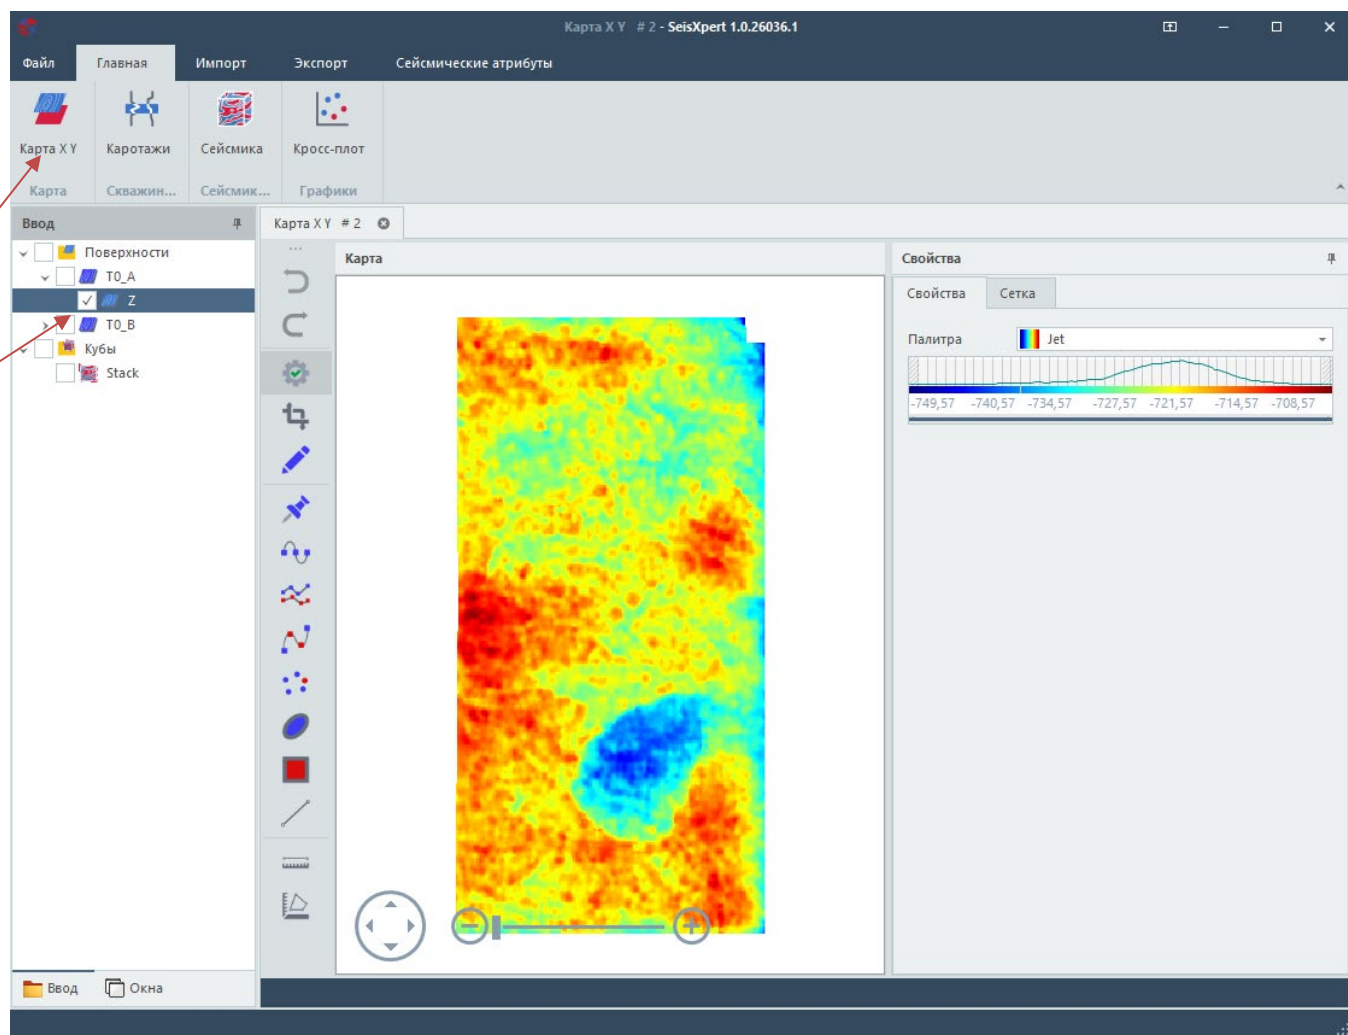 Карта X Y # 2 - SeisXpert 1.0.26036.1
Файл Главная Импорт Экспорт Сейсмические атрибуты
Карта X Y Каротажи Сейсмика Кросс-плот
Карта Скважин... Сейсмик... Графики
Ввод
Карта X Y # 2
Поверхности
T0_A
Z
T0_B
Кубы
Stack
Карта
Свойства
Свойства Сетка
Палитра Jet
-749,57 -740,57 -734,57 -727,57 -721,57 -714,57 -708,57
Ввод Окна